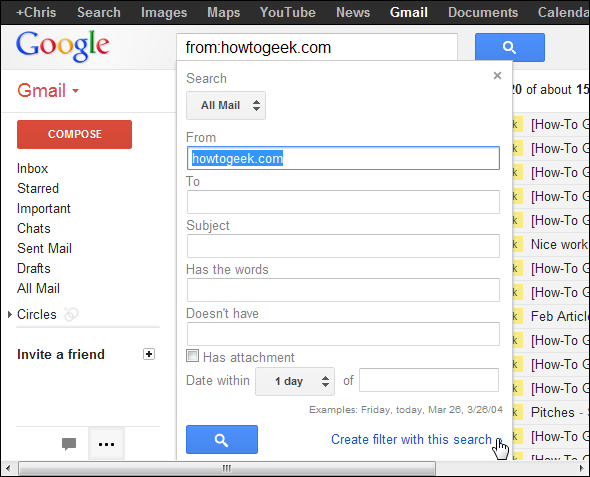 +Chris Search Images Maps YouTube News Gmail Documents Calenda
Google
from:howtogeek.com
Gmail
20 of about 15
COMPOSE
Inbox
Starred
Important
Chats
Sent Mail
Drafts
All Mail
Circles
Invite a friend
Search
All Mail
From
howtogeek.com
To
Subject
Has the words
Doesn't have
Has attachment
Date within 1 day of
Examples: Friday, today, Mar 26, 3/26/04
Create filter with this search
k [How-To G
k [How-To G
k [How-To G
k [How-To G
k [How-To G
k Nice work
k [How-To G
k [How-To G
k Feb Article
k [How-To G
k [How-To G
k [How-To G
k Pitches - S
k [How-To G
k [How-To G